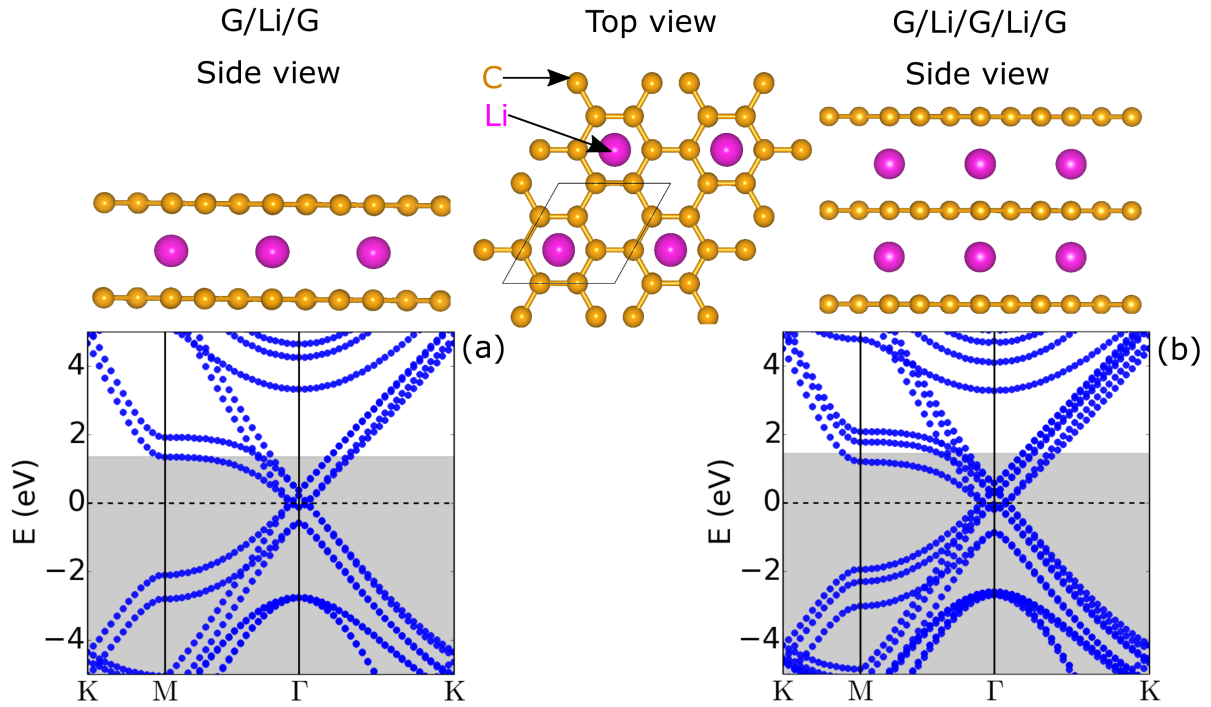 G/Li/G
Top view
G/Li/G/Li/G
Side view
Side view
C
Li
(a)
(b)
E (eV)
4
2
0
−2
−4
K
M
Γ
K
E (eV)
4
2
0
−2
−4
K
M
Γ
K